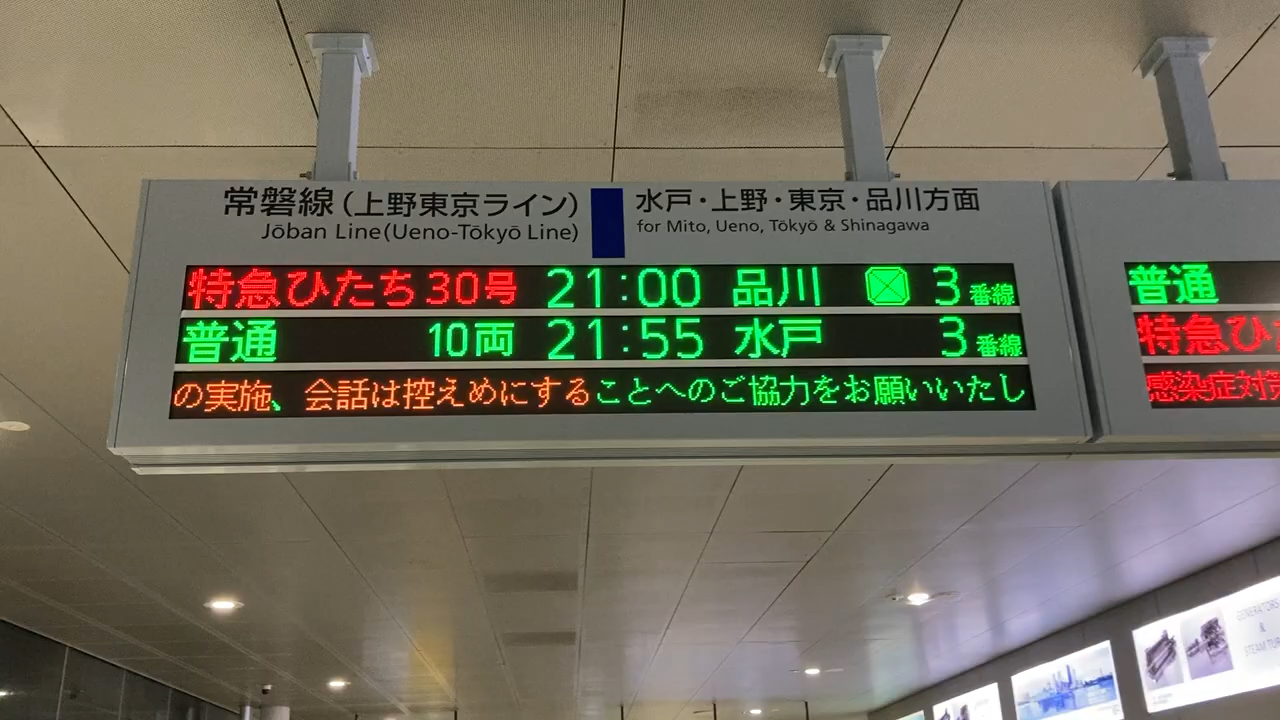 常磐線(上野東京ライン)
Jōban Line(Ueno-Tōkyō Line)
水戸・上野・東京・品川方面
for Mito, Ueno, Tōkyō & Shinagawa
特急ひたち30号 21:00 品川 3番線
普通 10両 21:55 水戸 3番線
の実施、会話は控えめにすることへのご協力をお願いいたし
普通
特急ひ
感染症対
GENERATOR
&
STEAM TUR